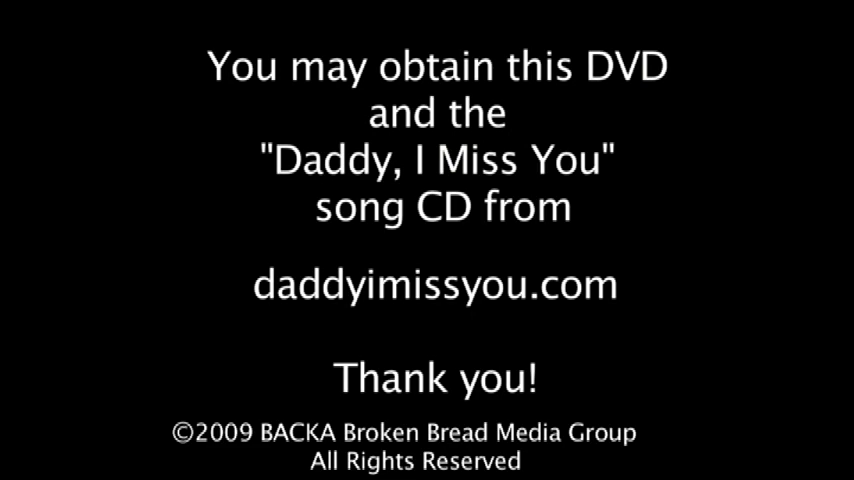 You may obtain this DVD
and the
"Daddy, I Miss You"
song CD from
daddyimissyou.com
Thank you!
©2009 BACKA Broken Bread Media Group
All Rights Reserved